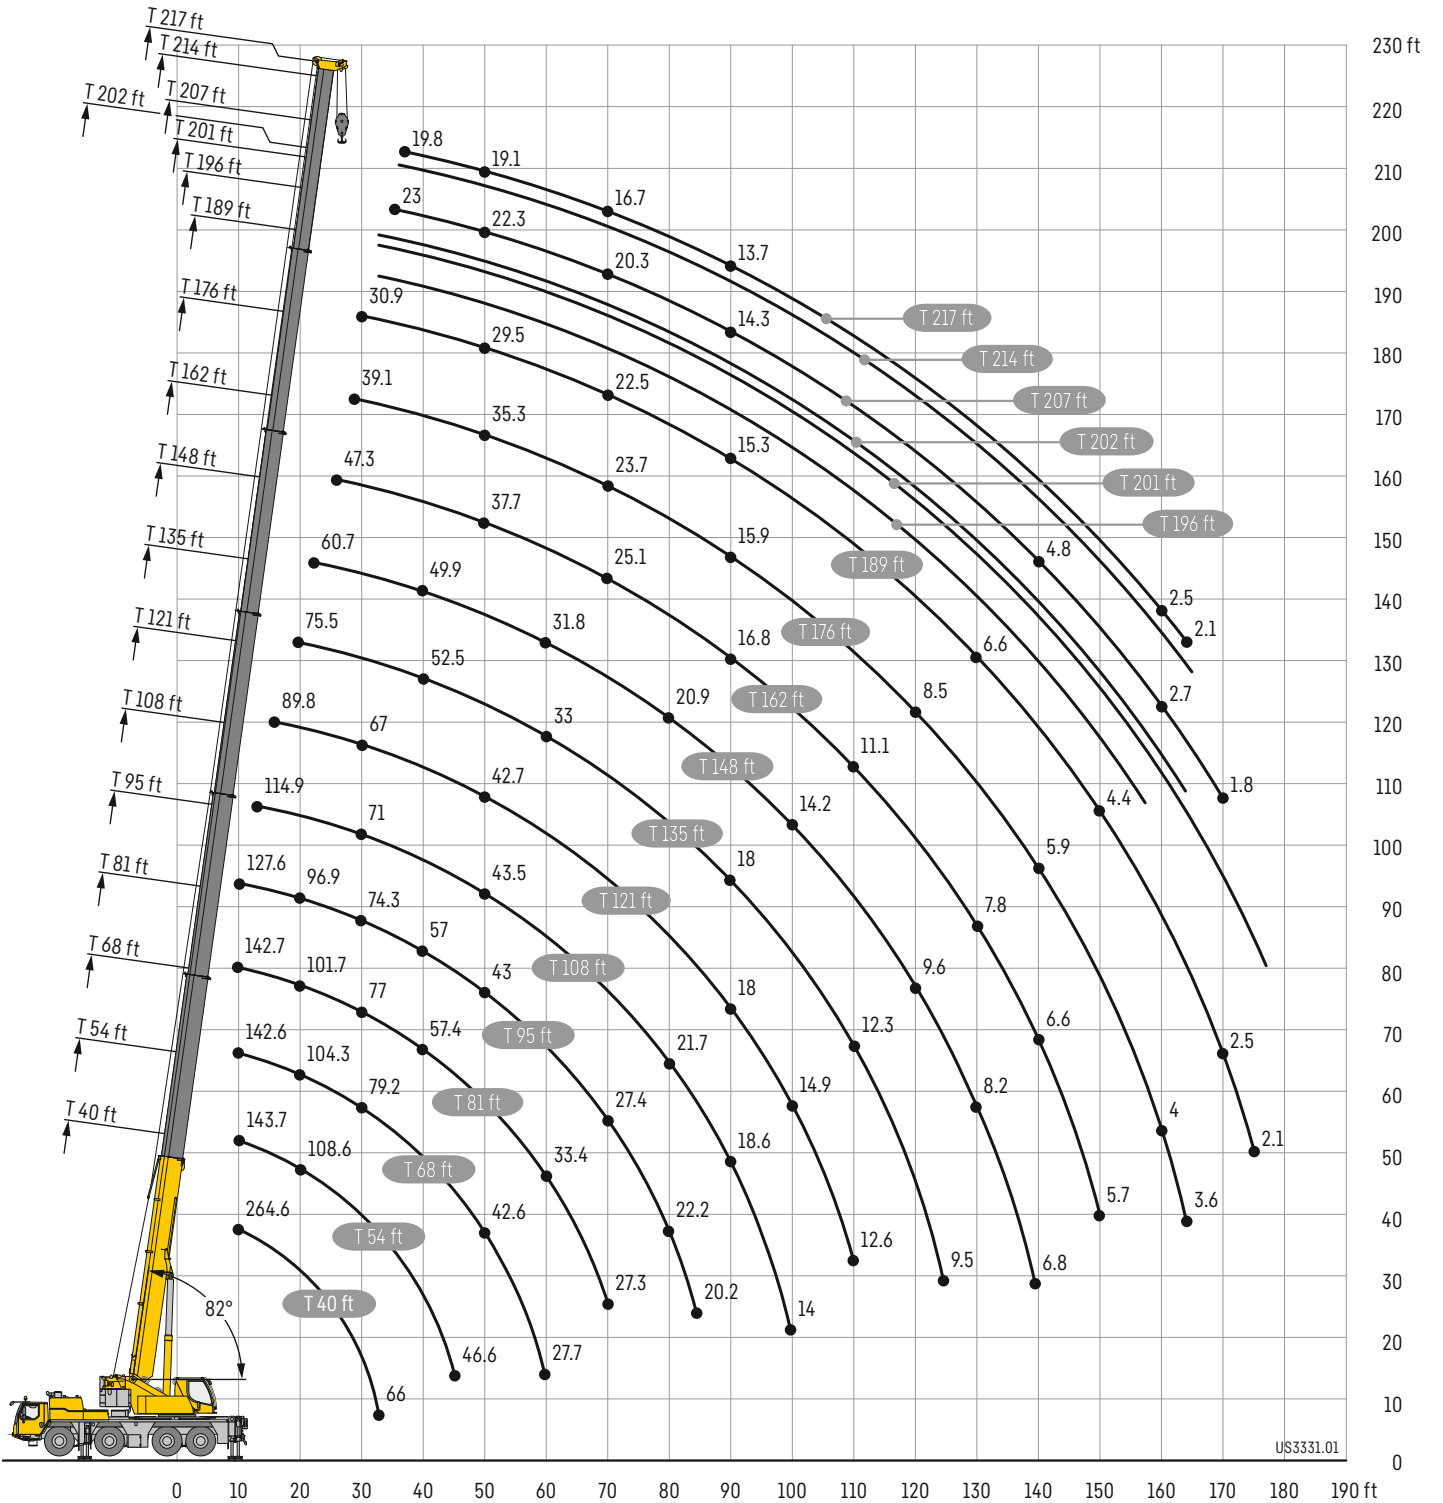 T 217 ft
T 214 ft
T 207 ft
T 202 ft
T 201 ft
T 196 ft
T 189 ft
T 176 ft
T 162 ft
T 148 ft
T 135 ft
T 121 ft
T 108 ft
T 95 ft
T 81 ft
T 68 ft
T 54 ft
T 40 ft
82°
230 ft
220
210
200
190
180
170
160
150
140
130
120
110
100
90
80
70
60
50
40
30
20
10
0
19.8 19.1 16.7 13.7 2.5 2.1
T 217 ft
T 214 ft
23 22.3 20.3 14.3 4.8 2.7 1.8
T 207 ft
T 202 ft
T 201 ft
T 196 ft
30.9 29.5 22.5 15.3 6.6 4.4 2.5 2.1
T 189 ft
39.1 35.3 23.7 15.9 8.5 5.9 4 3.6
T 176 ft
47.3 37.7 25.1 16.8 11.1 7.8 6.6 5.7
T 162 ft
60.7 49.9 31.8 20.9 14.2 9.6 8.2 6.8
T 148 ft
75.5 52.5 33 18 12.3 9.5
T 135 ft
89.8 67 42.7 18 14.9 12.6
T 121 ft
114.9 71 43.5 21.7 18.6 14
T 108 ft
127.6 96.9 74.3 57 43 27.4 22.2 20.2
T 95 ft
142.7 101.7 77 57.4 33.4 27.3
T 81 ft
142.6 104.3 79.2 42.6 27.7
T 68 ft
143.7 108.6 46.6
T 54 ft
264.6 66
T 40 ft
US3331.01
0 10 20 30 40 50 60 70 80 90 100 110 120 130 140 150 160 170 180 190 ft